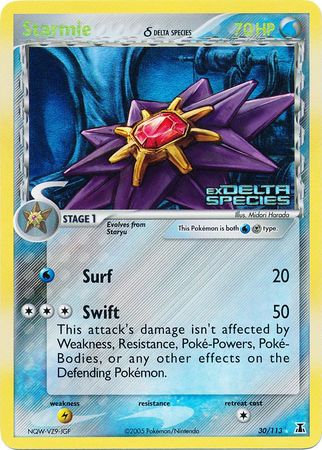 Starmie δ DELTA SPECIES 70 HP
EX DELTA
SPECIES
Illus. Midori Harada
STAGE 1
Evolves from
Staryu
This Pokémon is both type.
Surf 20
Swift 50
This attack's damage isn't affected by
Weakness, Resistance, Poké-Powers, Poké-
Bodies, or any other effects on the
Defending Pokémon.
weakness resistance retreat cost
NQW-VZ9-JGF ©2005 Pokémon/Nintendo 30/113